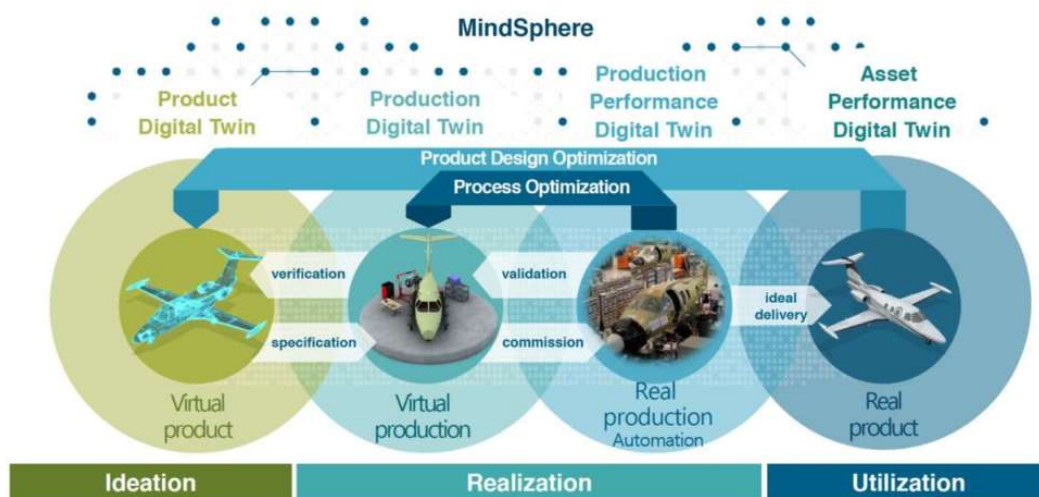 MindSphere
Product
Digital Twin
Production
Digital Twin
Production
Performance
Digital Twin
Asset
Performance
Digital Twin
Product Design Optimization
Process Optimization
verification
validation
ideal
delivery
specification
commission
Virtual
product
Virtual
production
Real
production
Automation
Real
product
Ideation
Realization
Utilization